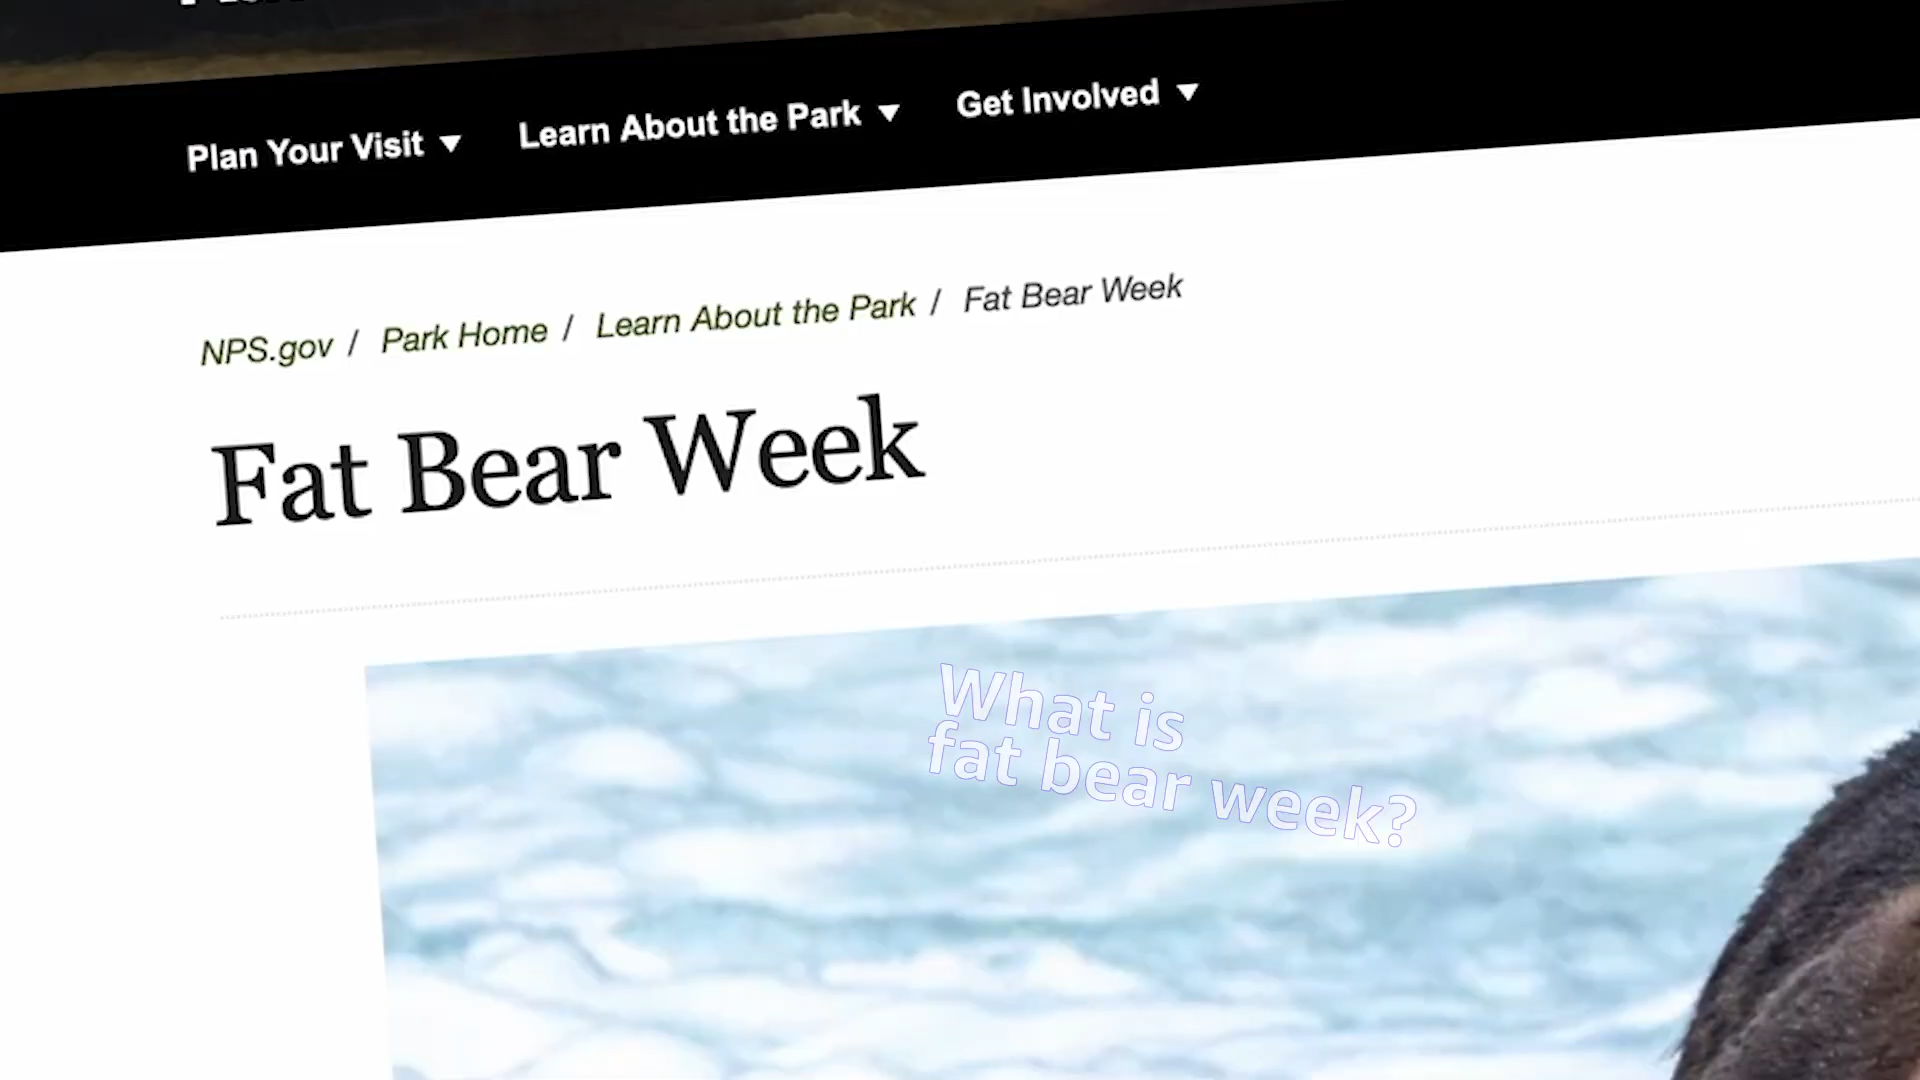 Plan Your Visit ▼ Learn About the Park ▼ Get Involved ▼
NPS.gov / Park Home / Learn About the Park / Fat Bear Week
Fat Bear Week
What is
fat bear week?